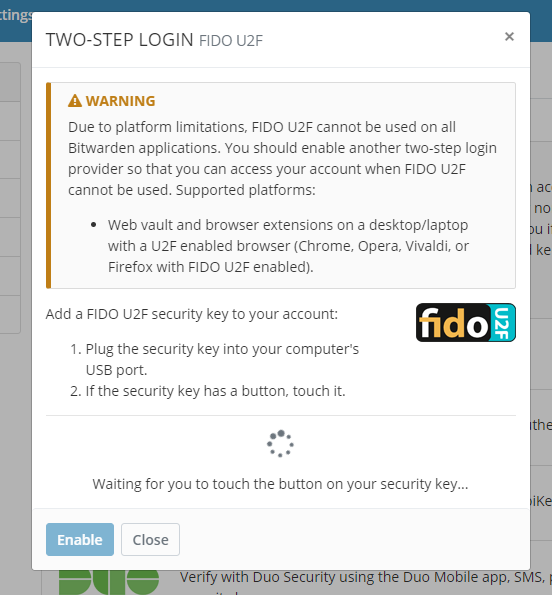 ttings
TWO-STEP LOGIN FIDO U2F
×
WARNING
Due to platform limitations, FIDO U2F cannot be used on all
Bitwarden applications. You should enable another two-step login
provider so that you can access your account when FIDO U2F
cannot be used. Supported platforms:
• Web vault and browser extensions on a desktop/laptop
with a U2F enabled browser (Chrome, Opera, Vivaldi, or
Firefox with FIDO U2F enabled).
Add a FIDO U2F security key to your account:
fido U2F
1. Plug the security key into your computer's
USB port.
2. If the security key has a button, touch it.
Waiting for you to touch the button on your security key...
Enable Close
Verify with Duo Security using the Duo Mobile app, SMS,